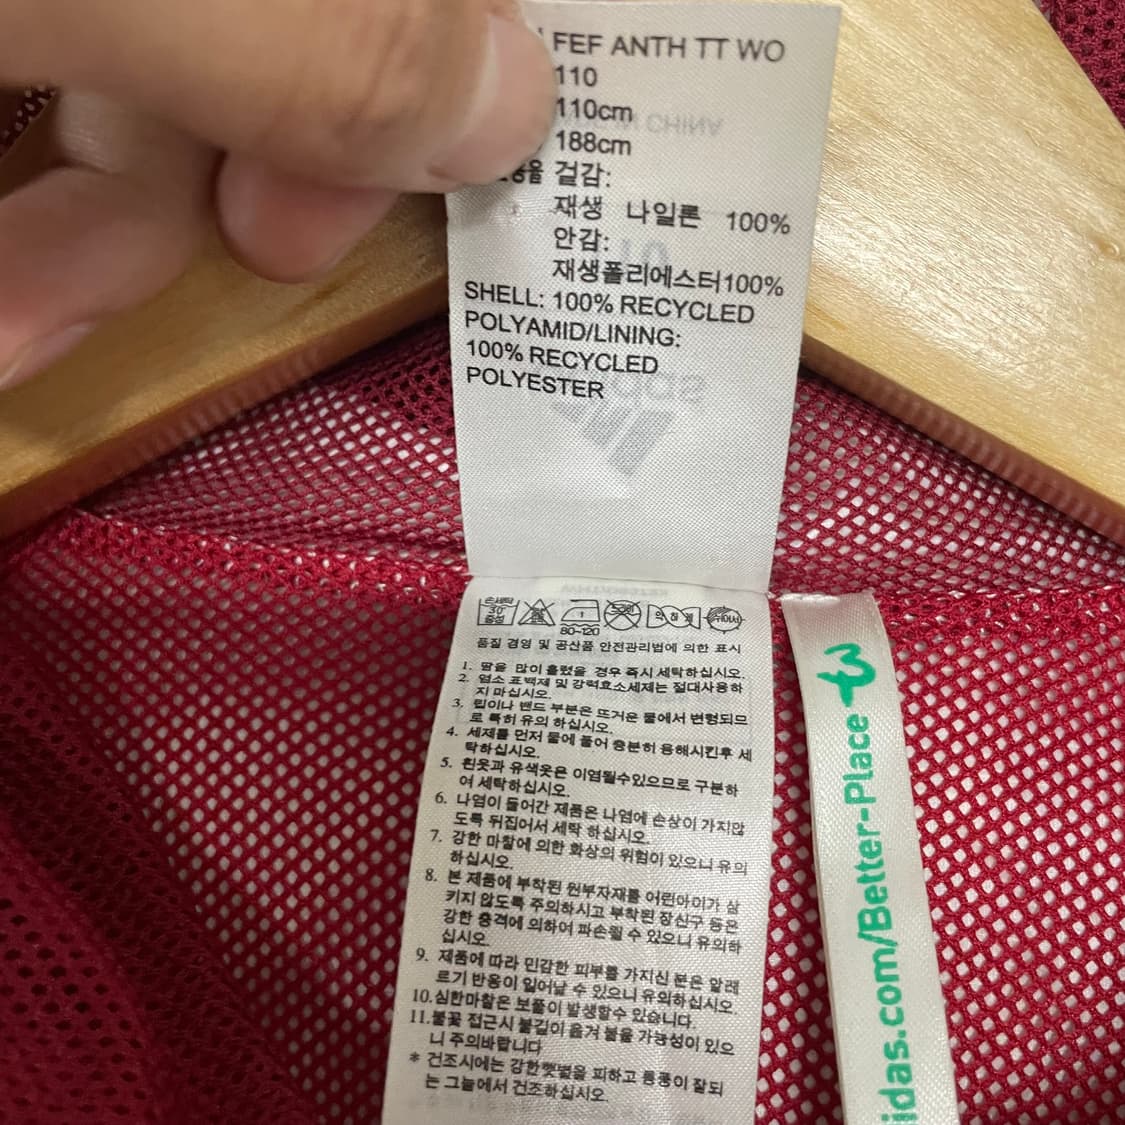 FEF ANTH TT WO
110
110cm
188cm
겉감:
재생 나일론 100%
안감:
재생폴리에스터100%
SHELL: 100% RECYCLED
POLYAMID/LINING:
100% RECYCLED
POLYESTER
손세탁
30°
중성
80~120
약하게
품질 경영 및 공산품 안전관리법에 의한 표시
1. 땀을 많이 흘렸을 경우 즉시 세탁하십시오.
2. 염소 표백제 및 강력효소세제는 절대사용하
지 마십시오.
3. 립이나 밴드 부분은 뜨거운 물에서 변형되므
로 특히 유의 하십시오.
4. 세제를 먼저 물에 풀어 충분히 용해시킨후 세
탁하십시오.
5. 흰옷과 유색옷은 이염될수있으므로 구분하
여 세탁하십시오.
6. 나염이 들어간 제품은 나염에 손상이 가지않
도록 뒤집어서 세탁 하십시오.
7. 강한 마찰에 의한 화상의 위험이 있으니 유의
하십시오.
8. 본 제품에 부착된 원부자재를 어린아이가 삼
키지 않도록 주의하시고 부착된 장신구 등은
강한 충격에 의하여 파손될 수 있으니 유의하
십시오.
9. 제품에 따라 민감한 피부를 가지신 분은 알레
르기 반응이 일어날 수 있으니 유의하십시오.
10.심한마찰은 보풀이 발생할수 있습니다.
11.불꽃 접근시 불길이 옮겨 붙을 가능성이 있으
니 주의바랍니다
* 건조시에는 강한햇볕을 피하고 통풍이 잘되
는 그늘에서 건조하십시오.
idas.com/Better-Place